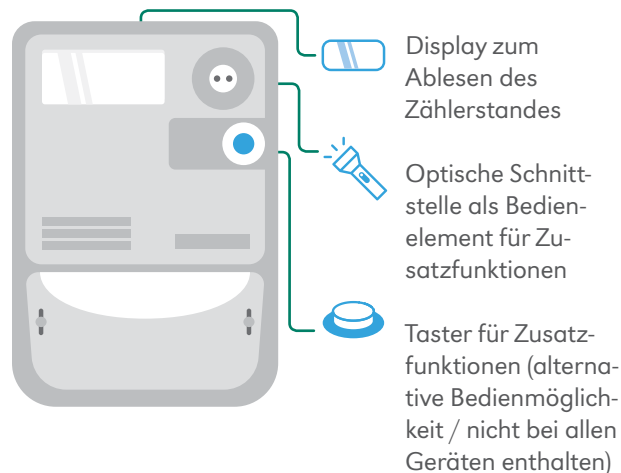 Display zum
Ablesen des
Zählerstandes
Optische Schnitt-
stelle als Bedien-
element für Zu-
satzfunktionen
Taster für Zusatz-
funktionen (alterna-
tive Bedienmöglich-
keit / nicht bei allen
Geräten enthalten)